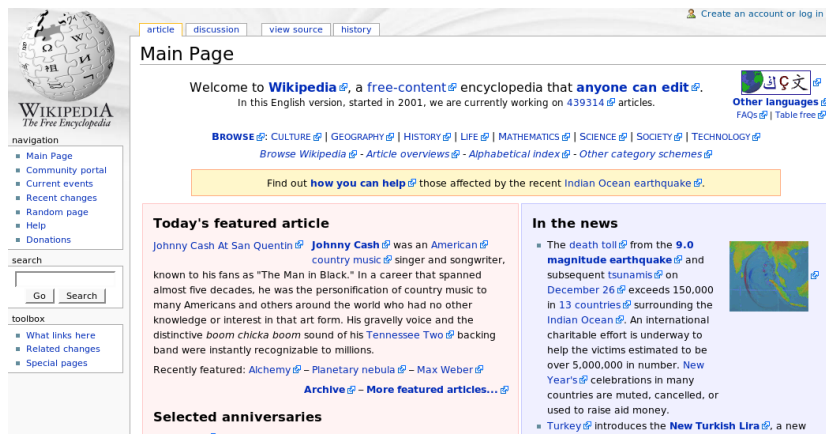 Create an account or log in
article
discussion
view source
history
Main Page
WIKIPEDIA
The Free Encyclopedia
navigation
Main Page
Community portal
Current events
Recent changes
Random page
Help
Donations
search
Go
Search
toolbox
What links here
Related changes
Special pages
Welcome to Wikipedia, a free-content encyclopedia that anyone can edit.
In this English version, started in 2001, we are currently working on 439314 articles.
Other languages
FAQs | Table free
BROWSE: CULTURE | GEOGRAPHY | HISTORY | LIFE | MATHEMATICS | SCIENCE | SOCIETY | TECHNOLOGY
Browse Wikipedia - Article overviews - Alphabetical index - Other category schemes
Find out how you can help those affected by the recent Indian Ocean earthquake.
Today's featured article
Johnny Cash At San Quentin
Johnny Cash was an American
country music singer and songwriter,
known to his fans as "The Man in Black." In a career that spanned
almost five decades, he was the personification of country music to
many Americans and others around the world who had no other
knowledge or interest in that art form. His gravelly voice and the
distinctive boom chicka boom sound of his Tennessee Two backing
band were instantly recognizable to millions.
Recently featured: Alchemy – Planetary nebula – Max Weber
Archive – More featured articles...
Selected anniversaries
In the news
The death toll from the 9.0
magnitude earthquake and
subsequent tsunamis on
December 26 exceeds 150,000
in 13 countries surrounding the
Indian Ocean. An international
charitable effort is underway to
help the victims estimated to be
over 5,000,000 in number. New
Year's celebrations in many
countries are muted, cancelled, or
used to raise aid money.
Turkey introduces the New Turkish Lira, a new